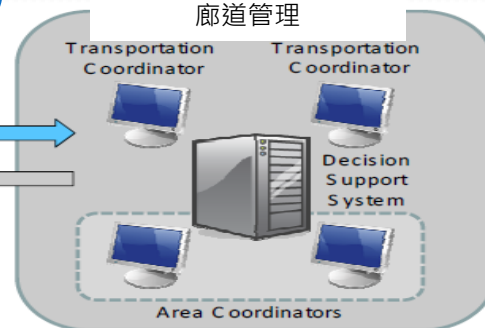 廊道管理
Transportation
Coordinator
Transportation
Coordinator
Decision
Support
System
Area Coordinators